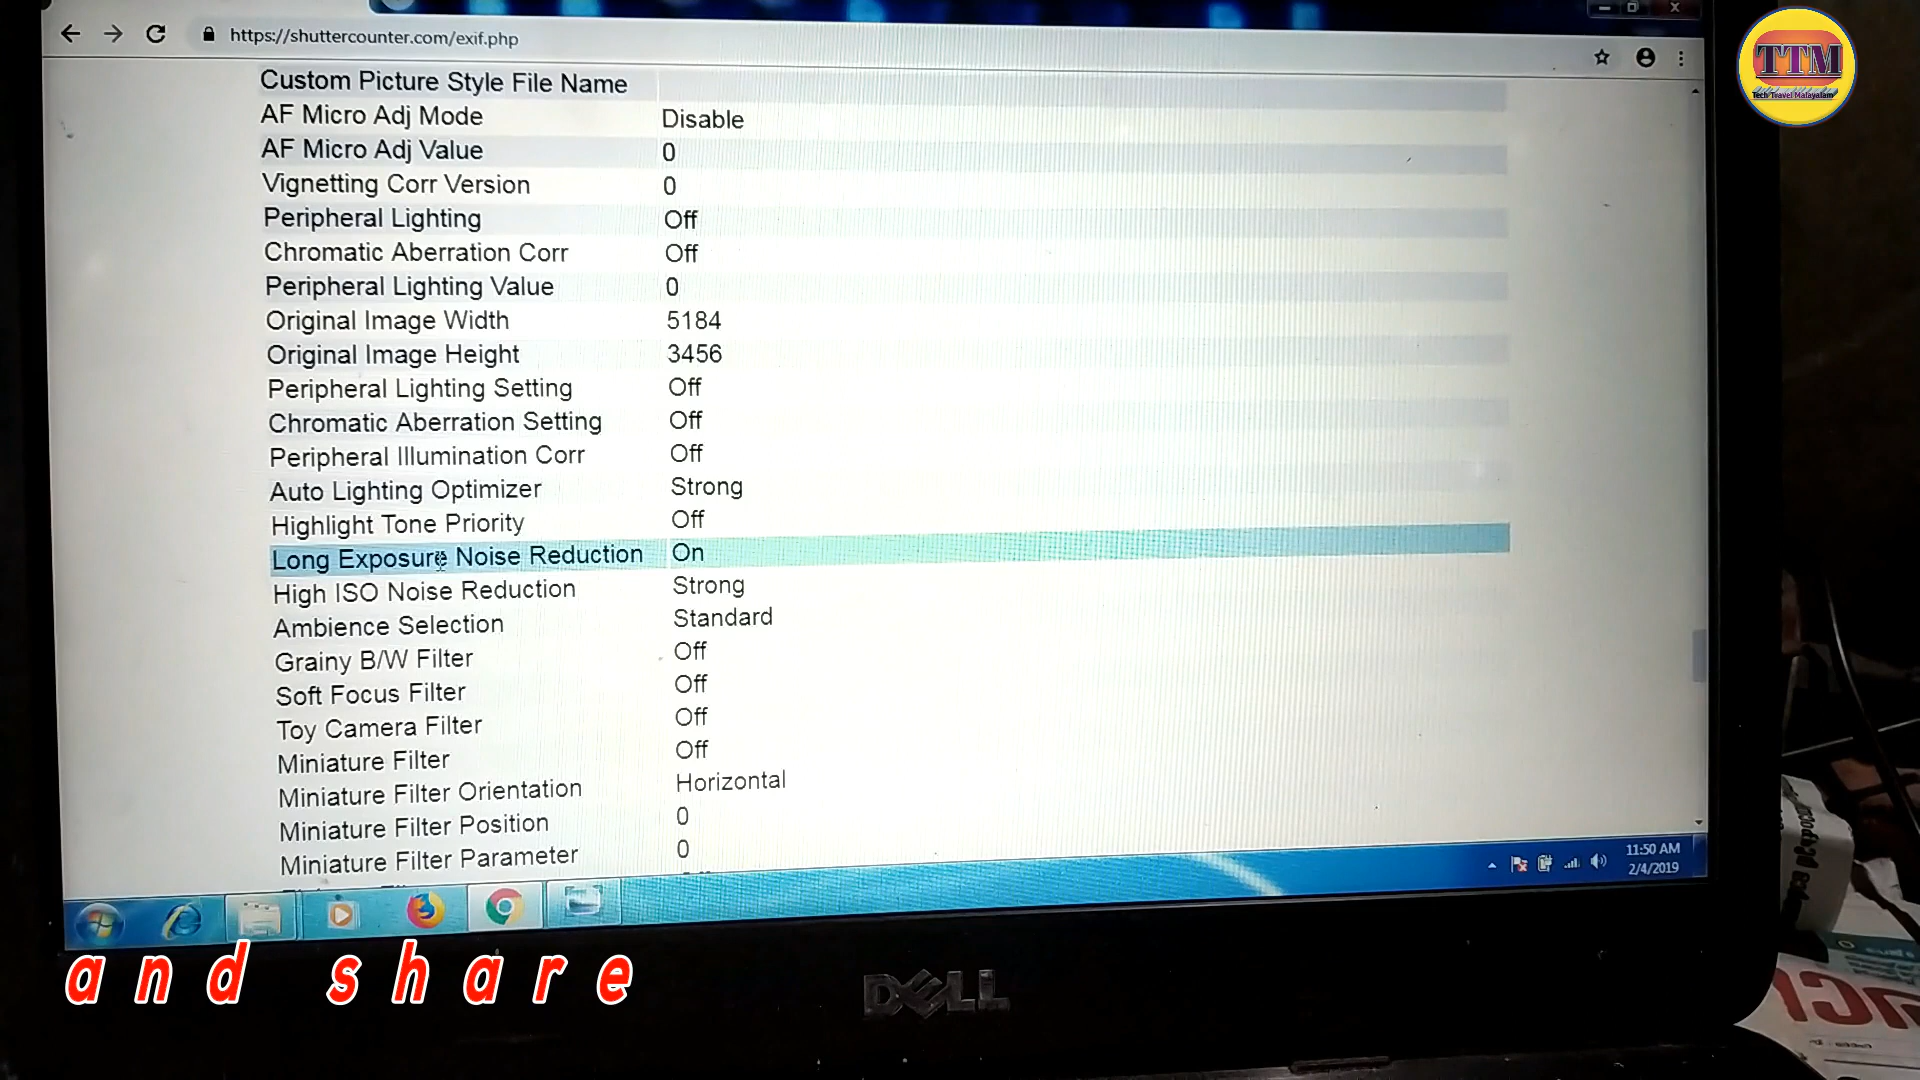 https://shuttercounter.com/exif.php
TTM
Tech Travel Malayalam
Custom Picture Style File Name
AF Micro Adj Mode Disable
AF Micro Adj Value 0
Vignetting Corr Version 0
Peripheral Lighting Off
Chromatic Aberration Corr Off
Peripheral Lighting Value 0
Original Image Width 5184
Original Image Height 3456
Peripheral Lighting Setting Off
Chromatic Aberration Setting Off
Peripheral Illumination Corr Off
Auto Lighting Optimizer Strong
Highlight Tone Priority Off
Long Exposure Noise Reduction On
High ISO Noise Reduction Strong
Ambience Selection Standard
Grainy B/W Filter Off
Soft Focus Filter Off
Toy Camera Filter Off
Miniature Filter Off
Miniature Filter Orientation Horizontal
Miniature Filter Position 0
Miniature Filter Parameter 0
11:50 AM
2/4/2019
and share
DELL